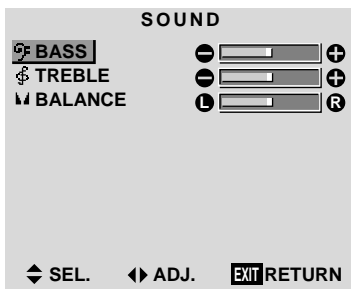 SOUND
BASS
TREBLE
BALANCE L R
SEL. ADJ. EXIT RETURN